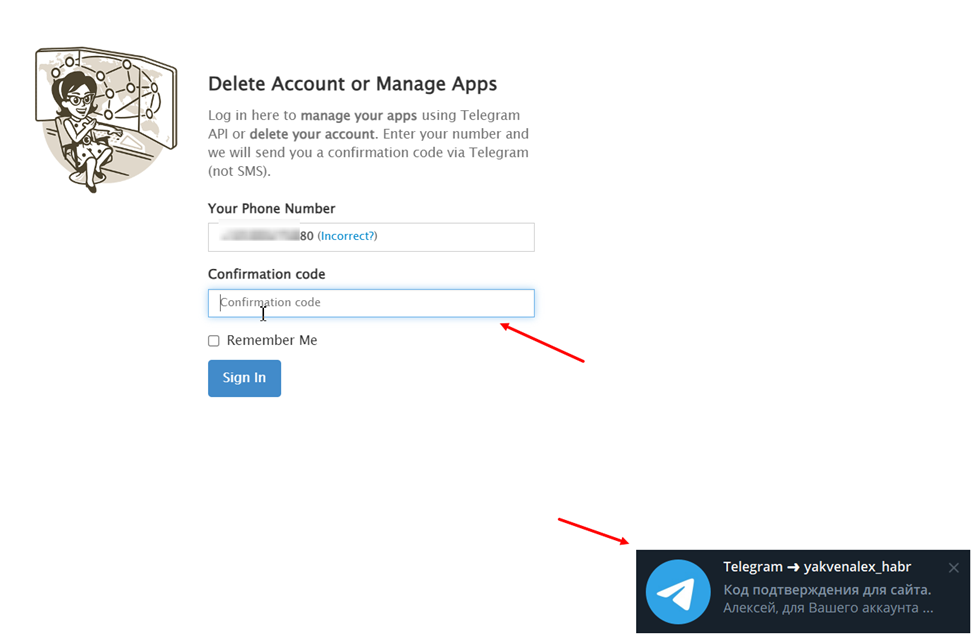 Delete Account or Manage Apps
Log in here to manage your apps using Telegram
API or delete your account. Enter your number and
we will send you a confirmation code via Telegram
(not SMS).
Your Phone Number
80 (Incorrect?)
Confirmation code
Confirmation code
Remember Me
Sign In
Telegram → yakvenalex_habr
Код подтверждения для сайта.
Алексей, для Вашего аккаунта ...